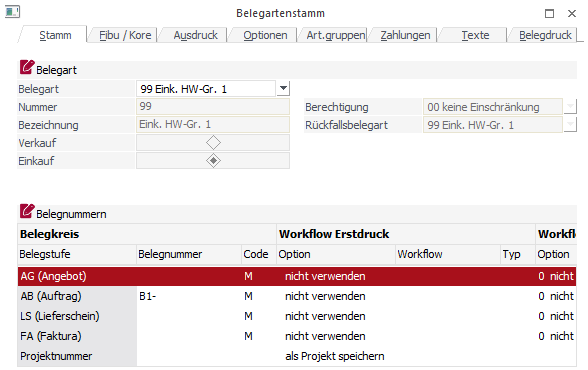 Belegartenstamm
Stamm Fibu / Kore Ausdruck Optionen Art.gruppen Zahlungen Texte Belegdruck
Belegart
Belegart 99 Eink. HW-Gr. 1
Nummer 99 Berechtigung 00 keine Einschränkung
Bezeichnung Eink. HW-Gr. 1 Rückfallsbelegart 99 Eink. HW-Gr. 1
Verkauf
Einkauf
Belegnummern
Belegkreis Workflow Erstdruck Workfl
Belegstufe Belegnummer Code Option Workflow Typ Option
AG (Angebot) M nicht verwenden 0 nicht
AB (Auftrag) B1- M nicht verwenden 0 nicht
LS (Lieferschein) M nicht verwenden 0 nicht
FA (Faktura) M nicht verwenden 0 nicht
Projektnummer als Projekt speichern